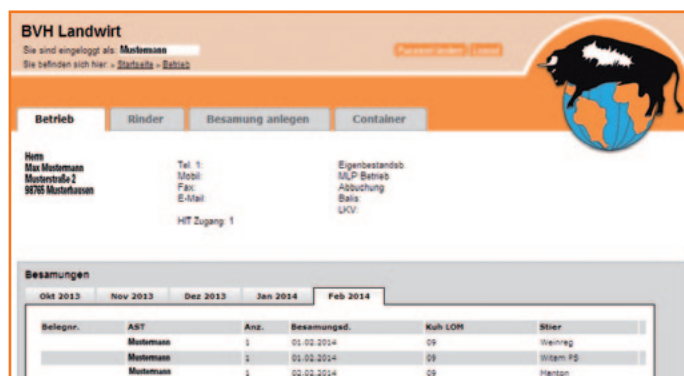 BVH Landwirt
Sie sind eingeloggt als: Mustermann
Passwort ändern Logout
Sie befinden sich hier: » Startseite » Betrieb
Betrieb Rinder Besamung anlegen Container
Herrn
Max Mustermann
Musterstraße 2
98765 Musterhausen
Tel. 1:
Mobil:
Fax:
E-Mail:
HIT Zugang: 1
Eigenbestandsb.
MLP Betrieb
Abbuchung
Balis:
LKV:
Besamungen
Okt 2013 Nov 2013 Dez 2013 Jan 2014 Feb 2014
Belegnr. AST Anz. Besamungsd. Kuh LOM Stier
Mustermann 1 01.02.2014 09 Weinreg
Mustermann 1 01.02.2014 09 Witam PS
Mustermann 1 02.02.2014 09 Manton